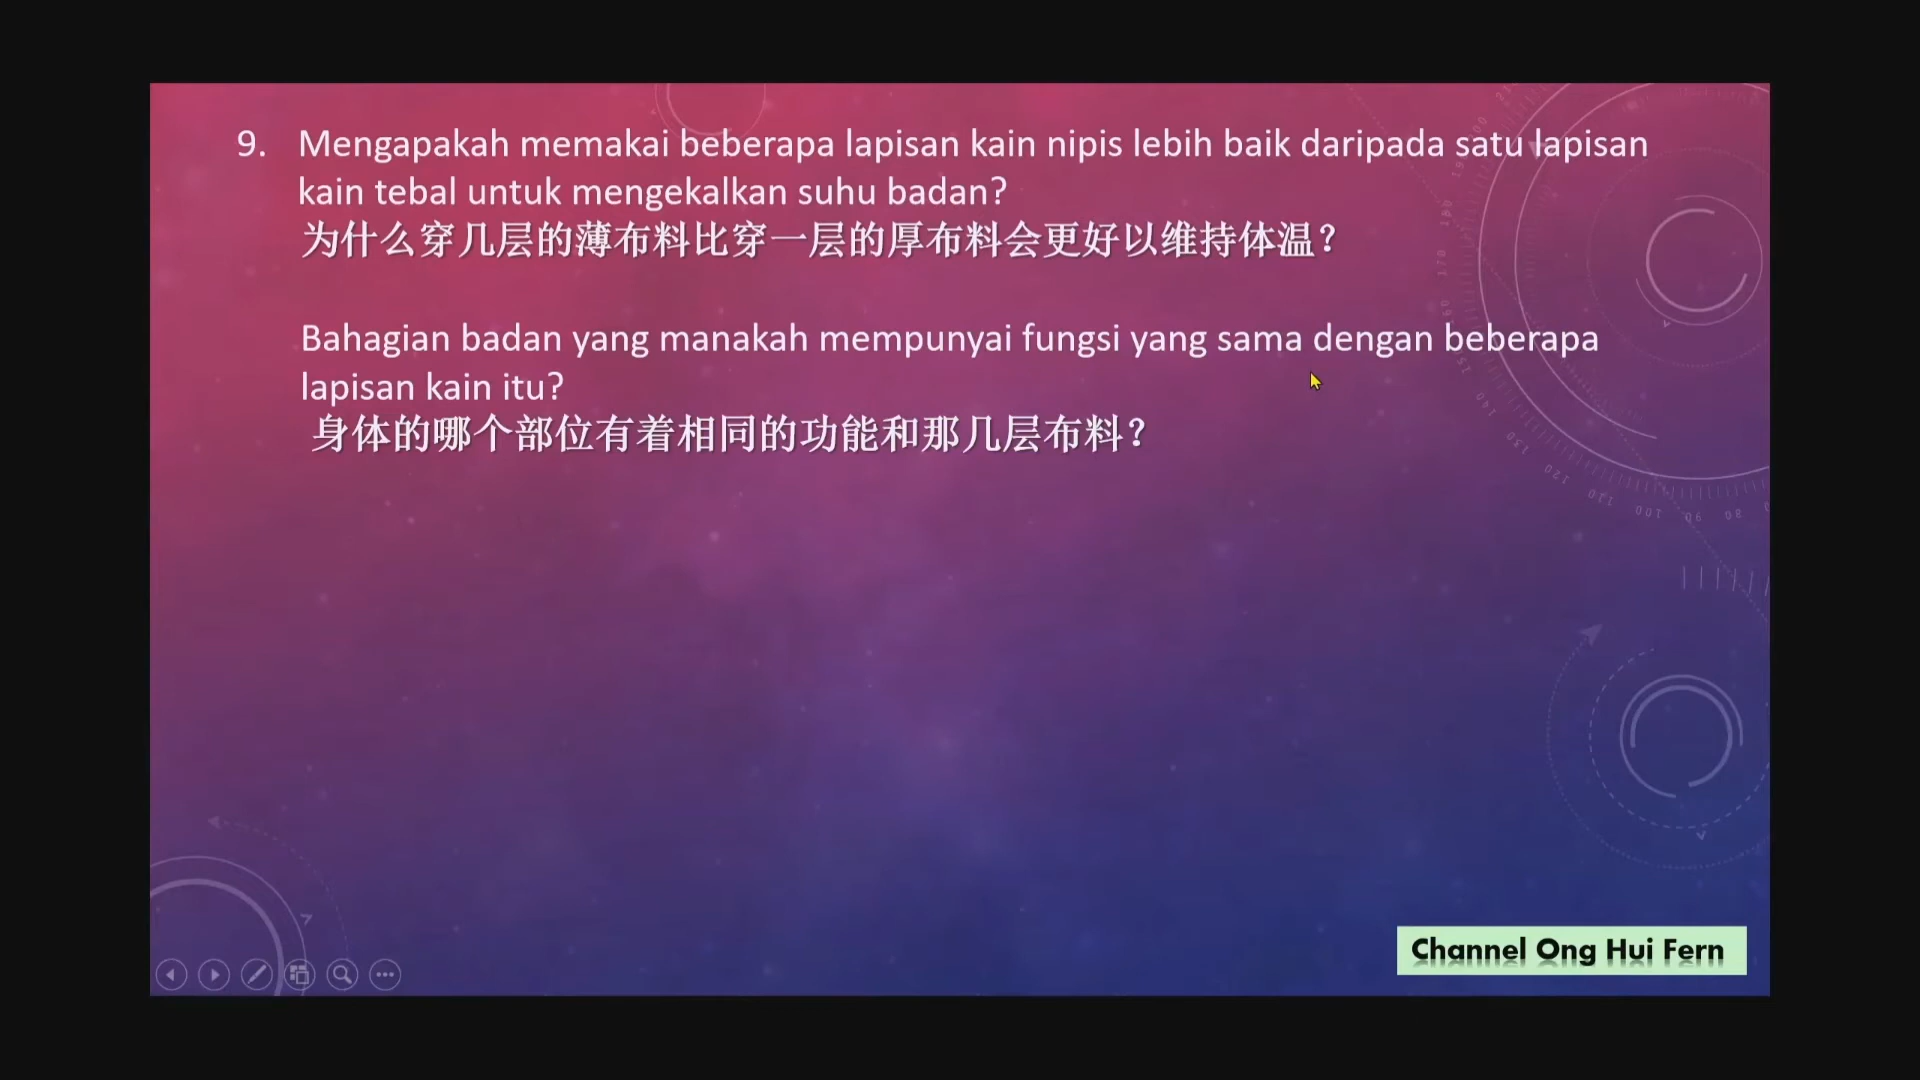 9. Mengapakah memakai beberapa lapisan kain nipis lebih baik daripada satu lapisan
kain tebal untuk mengekalkan suhu badan?
为什么穿几层的薄布料比穿一层的厚布料会更好以维持体温？
Bahagian badan yang manakah mempunyai fungsi yang sama dengan beberapa
lapisan kain itu?
身体的哪个部位有着相同的功能和那几层布料？
Channel Ong Hui Fern